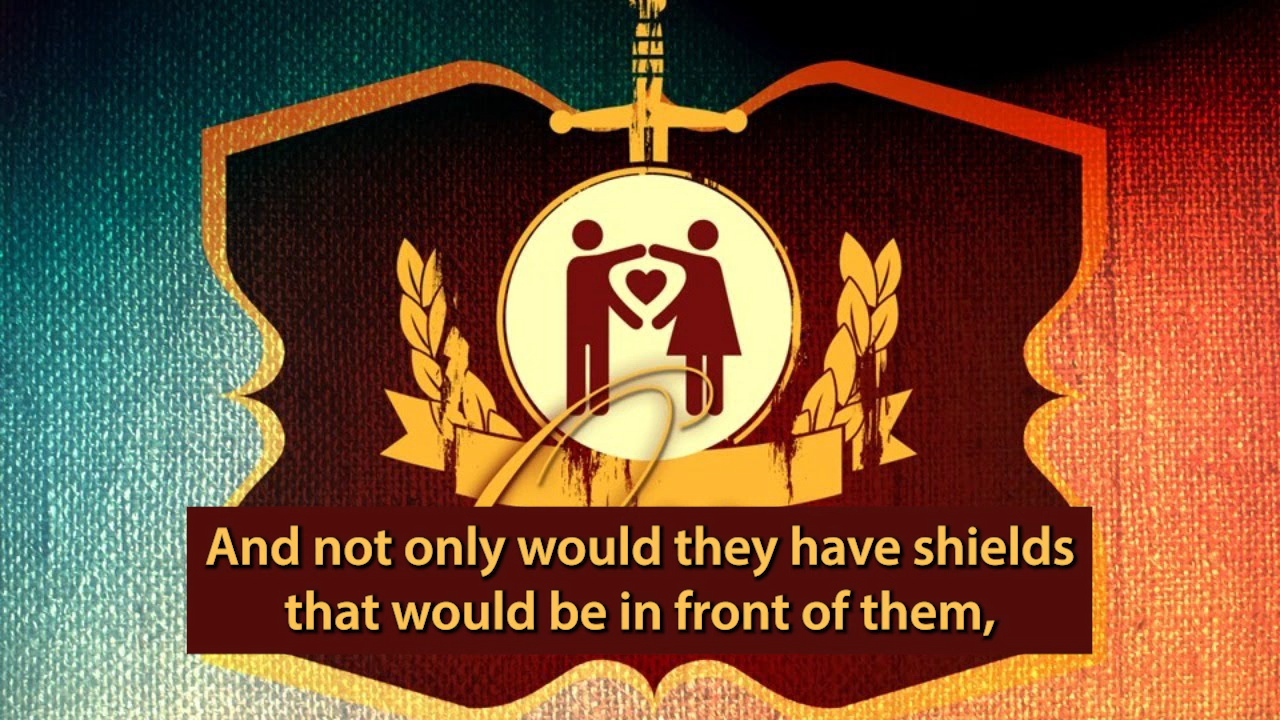 And not only would they have shields
that would be in front of them,